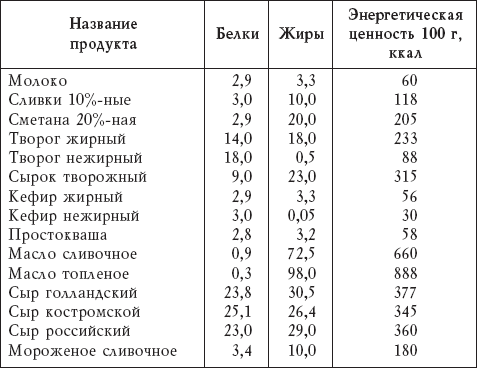 Название продукта Белки Жиры Энергетическая ценность 100 г, ккал
Молоко 2,9 3,3 60
Сливки 10%-ные 3,0 10,0 118
Сметана 20%-ная 2,9 20,0 205
Творог жирный 14,0 18,0 233
Творог нежирный 18,0 0,5 88
Сырок творожный 9,0 23,0 315
Кефир жирный 2,9 3,3 56
Кефир нежирный 3,0 0,05 30
Простокваша 2,8 3,2 58
Масло сливочное 0,9 72,5 660
Масло топленое 0,3 98,0 888
Сыр голландский 23,8 30,5 377
Сыр костромской 25,1 26,4 345
Сыр российский 23,0 29,0 360
Мороженое сливочное 3,4 10,0 180